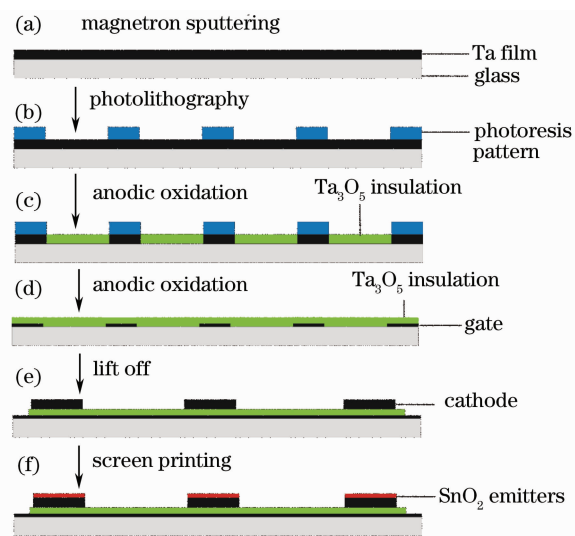 (a) magnetron sputtering
Ta film
glass
(b) photolithography
photoresis
pattern
anodic oxidation
Ta₃O₅ insulation
(c)
(d) anodic oxidation
Ta₃O₅ insulation
gate
lift off
(e)
cathode
screen printing
(f)
SnO₂ emitters